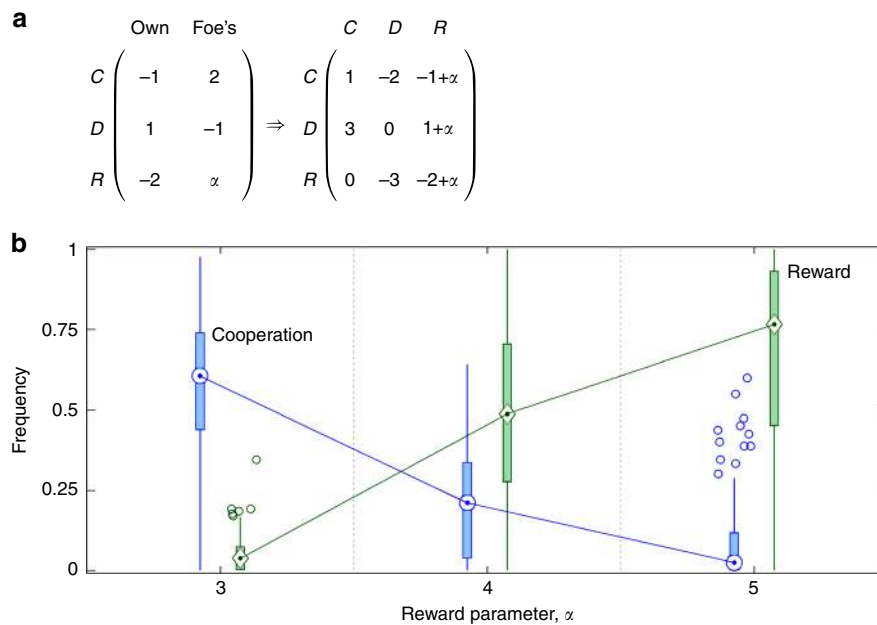 a
Own Foe's C D R
C –1 2 C 1 –2 –1+α
D 1 –1 ⇒ D 3 0 1+α
R –2 α R 0 –3 –2+α
b
1
Reward
0.75
Cooperation
0.5
0.25
0
Frequency
3 4 5
Reward parameter, α